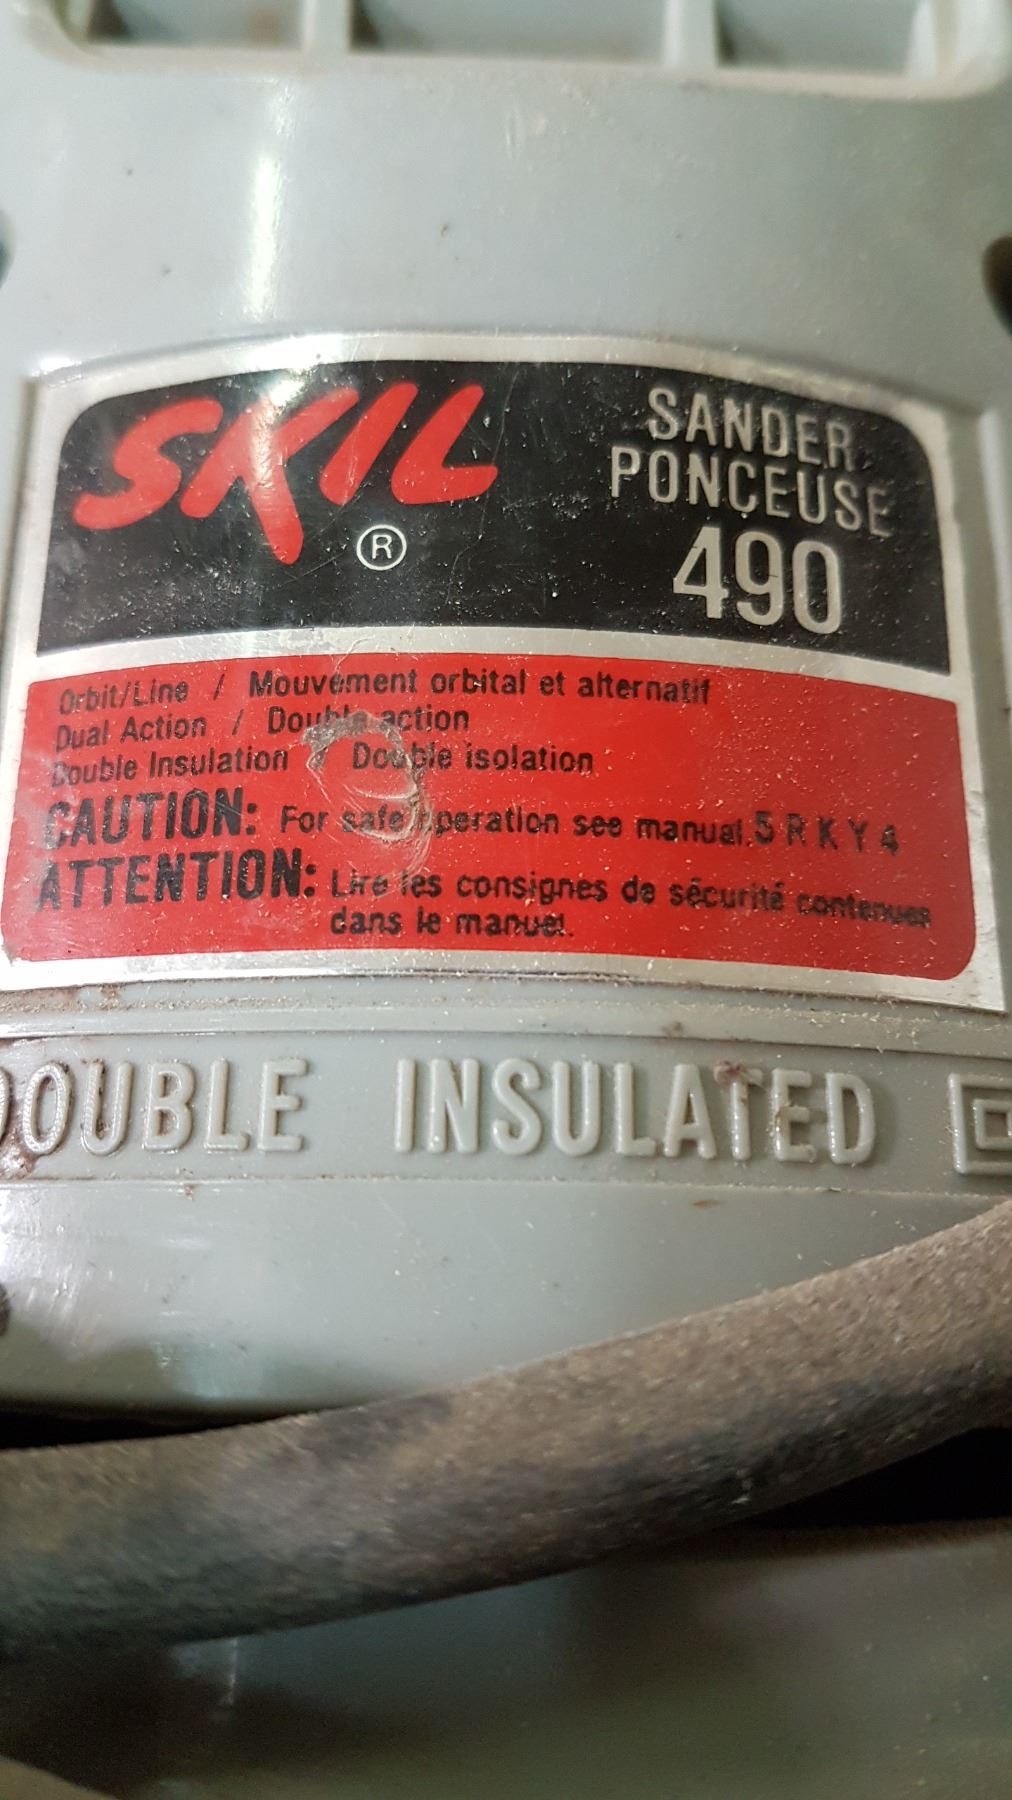 SKIL
®
SANDER
PONÇEUSE
490
Orbit/Line / Mouvement orbital et alternatif
Dual Action / Double action
Double Insulation / Double isolation
CAUTION: For safe operation see manual. 5 R K Y 4
ATTENTION: Lire les consignes de sécurité contenues
dans le manuel.
DOUBLE INSULATED